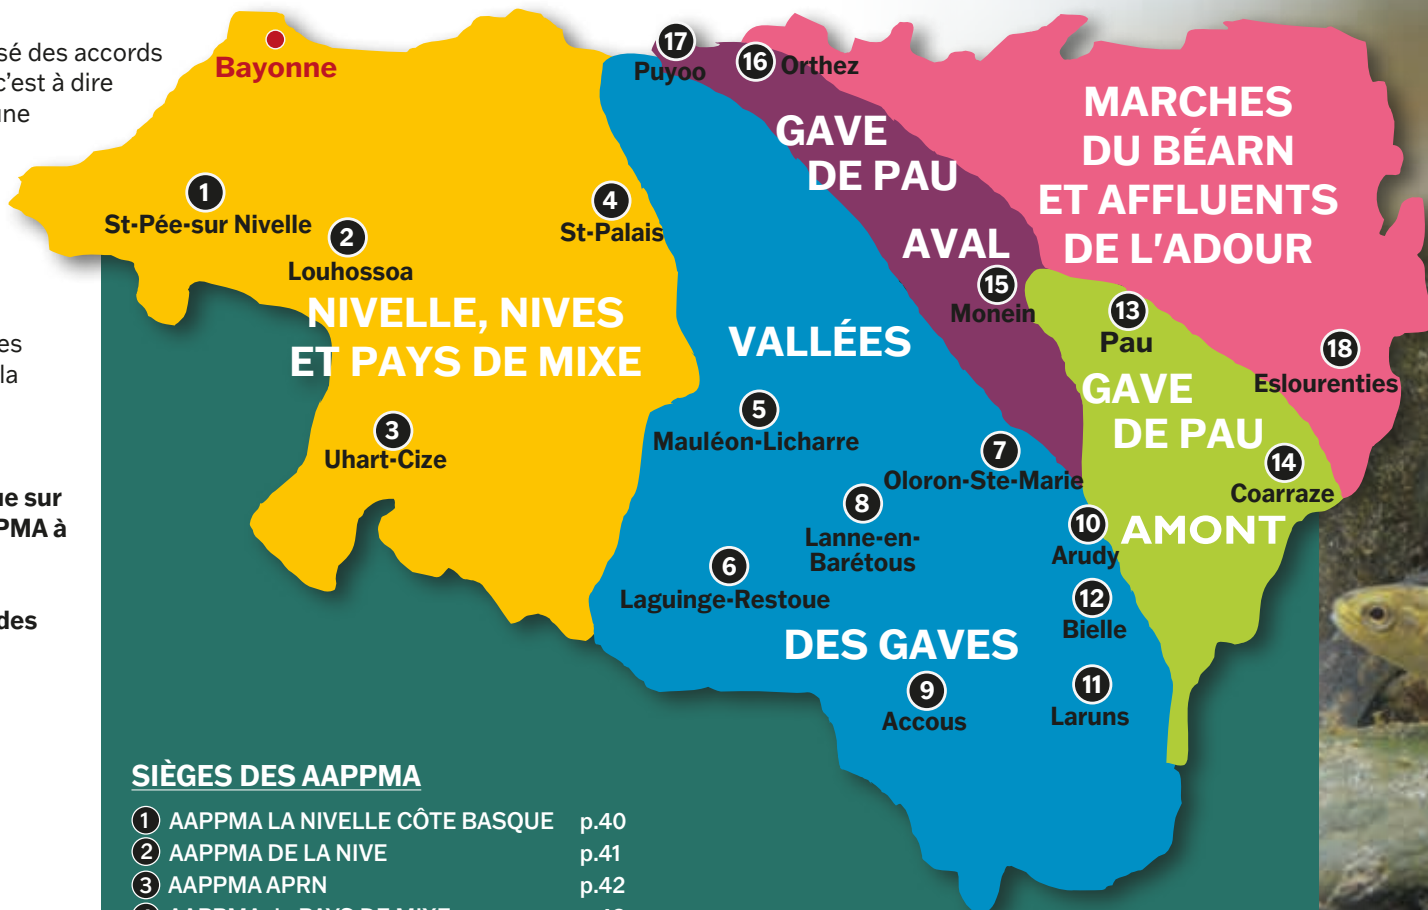 sé des accords
c'est à dire
une
es
la
ue sur
PMA à
des
Bayonne
17
Puyoo
16 Orthez
GAVE
DE PAU
AVAL
MARCHES
DU BÉARN
ET AFFLUENTS
DE L'ADOUR
1
St-Pée-sur Nivelle
2
Louhossoa
4
St-Palais
NIVELLE, NIVES
ET PAYS DE MIXE
3
Uhart-Cize
VALLÉES
15
Monein
13
Pau
18
Eslourenties
GAVE
DE PAU
14
Coarraze
AMONT
5
Mauléon-Licharre
7
Oloron-Ste-Marie
8
Lanne-en-
Barétous
10
Arudy
6
Laguinge-Restoue
12
Bielle
DES GAVES
9
Accous
11
Laruns
SIÈGES DES AAPPMA
1 AAPPMA LA NIVELLE CÔTE BASQUE p.40
2 AAPPMA DE LA NIVE p.41
3 AAPPMA APRN p.42